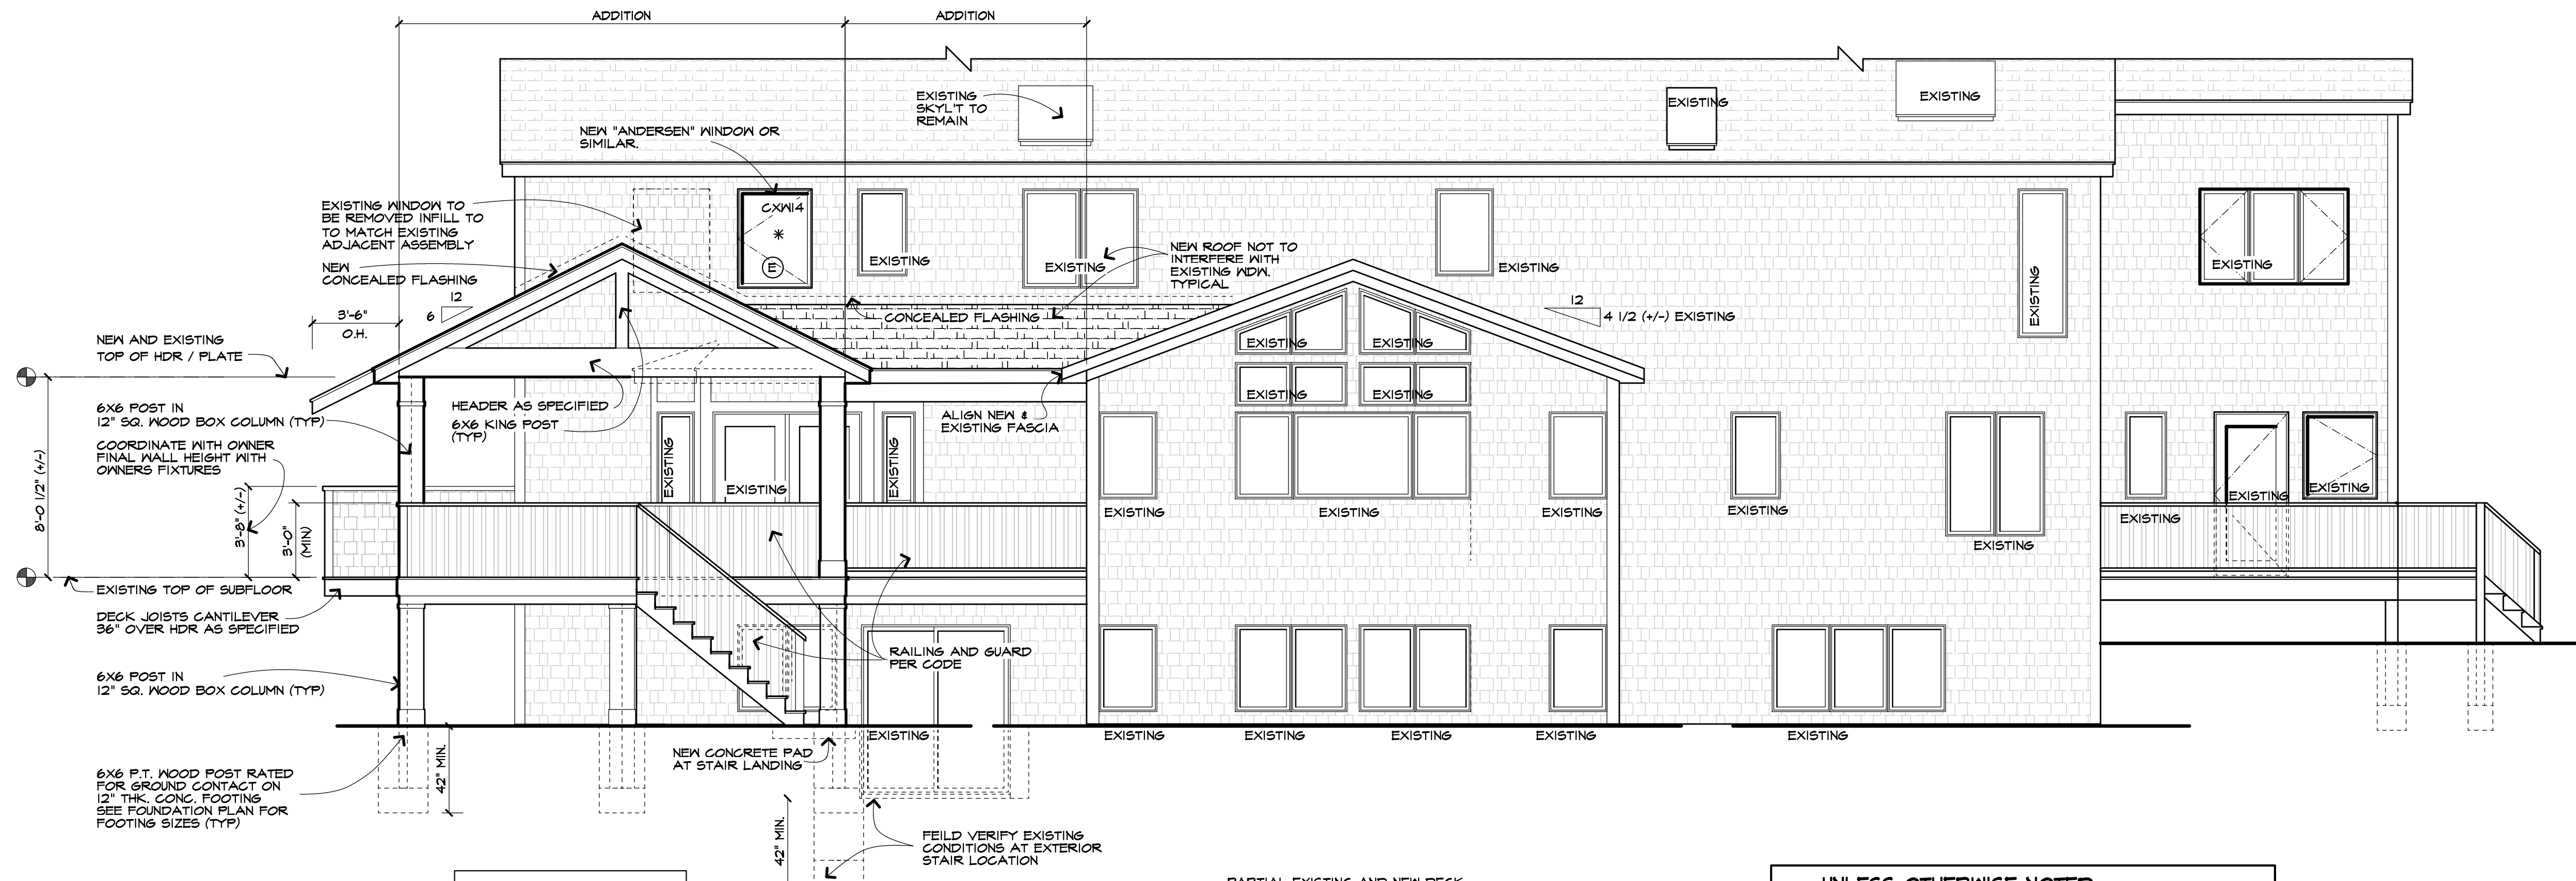 ADDITION
ADDITION
EXISTING
SKYL'T TO
REMAIN
EXISTING
EXISTING
NEW "ANDERSEN" WINDOW OR
SIMILAR.
EXISTING WINDOW TO
BE REMOVED INFILL TO
TO MATCH EXISTING
ADJACENT ASSEMBLY
CXW14
*
E
EXISTING
EXISTING
NEW ROOF NOT TO
INTERFERE WITH
EXISTING WDW.
TYPICAL
EXISTING
EXISTING
EXISTING
NEW
CONCEALED FLASHING
12
6
3'-6"
O.H.
CONCEALED FLASHING
12
4 1/2 (+/-) EXISTING
NEW AND EXISTING
TOP OF HDR / PLATE
EXISTING
EXISTING
EXISTING
EXISTING
6X6 POST IN
12" SQ. WOOD BOX COLUMN (TYP)
HEADER AS SPECIFIED
6X6 KING POST
(TYP)
ALIGN NEW &
EXISTING FASCIA
COORDINATE WITH OWNER
FINAL WALL HEIGHT WITH
OWNERS FIXTURES
8'-0 1/2" (+/-)
3'-8" (+/-)
3'-0"
(MIN)
EXISTING
EXISTING
EXISTING
EXISTING
EXISTING
EXISTING
EXISTING
EXISTING
EXISTING
EXISTING
EXISTING
EXISTING TOP OF SUBFLOOR
DECK JOISTS CANTILEVER
36" OVER HDR AS SPECIFIED
RAILING AND GUARD
PER CODE
6X6 POST IN
12" SQ. WOOD BOX COLUMN (TYP)
EXISTING
EXISTING
EXISTING
EXISTING
EXISTING
EXISTING
NEW CONCRETE PAD
AT STAIR LANDING
42" MIN.
6X6 P.T. WOOD POST RATED
FOR GROUND CONTACT ON
12" THK. CONC. FOOTING
SEE FOUNDATION PLAN FOR
FOOTING SIZES (TYP)
42" MIN.
FEILD VERIFY EXISTING
CONDITIONS AT EXTERIOR
STAIR LOCATION
PARTIAL EXISTING AND NEW DECK
UNLESS OTHERWISE NOTED